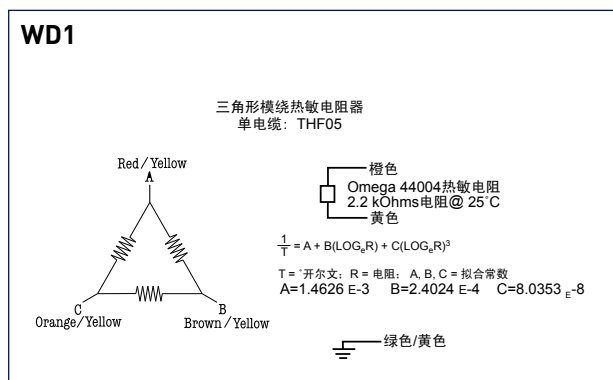 WD1
三角形模绕热敏电阻器
单电缆：THF05
Red/Yellow
A
C
Orange/Yellow
B
Brown/Yellow
橙色
Omega 44004热敏电阻
2.2 kOhms电阻@ 25°C
黄色
1/T = A + B(LOGeR) + C(LOGeR)³
T = °开尔文； R = 电阻； A, B, C = 拟合常数
A=1.4626 E-3 B=2.4024 E-4 C=8.0353 E-8
绿色/黄色